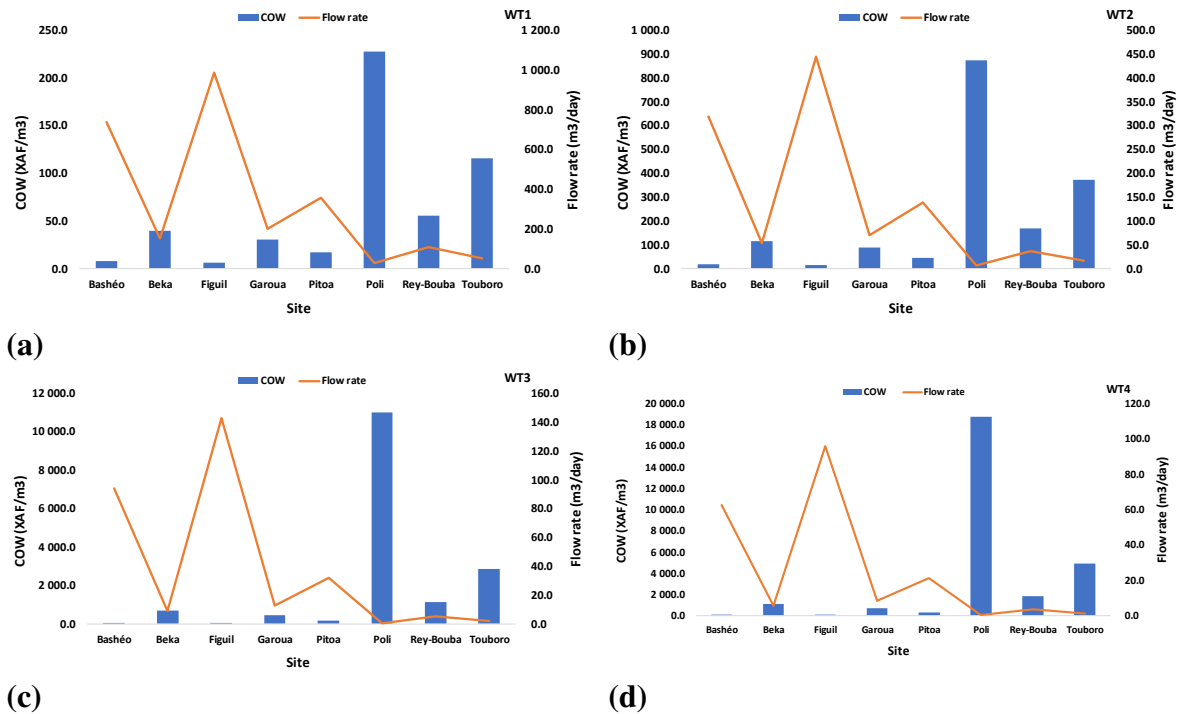 COW Flow rate WT1
250.0 1 200.0
200.0 1 000.0
150.0 800.0
100.0 600.0
50.0 400.0
0.0 200.0
0.0
COW (XAF/m3)
Flow rate (m3/day)
Bashéo Beka Figuil Garoua Pitoa Poli Rey-Bouba Touboro
Site
(a)
COW Flow rate WT2
1 000.0 500.0
900.0 450.0
800.0 400.0
700.0 350.0
600.0 300.0
500.0 250.0
400.0 200.0
300.0 150.0
200.0 100.0
100.0 50.0
0.0 0.0
COW (XAF/m3)
Flow rate (m3/day)
Bashéo Beka Figuil Garoua Pitoa Poli Rey-Bouba Touboro
Site
(b)
COW Flow rate WT3
12 000.0 160.0
10 000.0 140.0
8 000.0 120.0
6 000.0 100.0
4 000.0 80.0
2 000.0 60.0
0.0 40.0
20.0
0.0
COW (XAF/m3)
Flow rate (m3/day)
Bashéo Beka Figuil Garoua Pitoa Poli Rey-Bouba Touboro
Site
(c)
COW Flow rate WT4
20 000.0 120.0
18 000.0 100.0
16 000.0 80.0
14 000.0 60.0
12 000.0 40.0
10 000.0 20.0
8 000.0 0.0
6 000.0
4 000.0
2 000.0
0.0
COW (XAF/m3)
Flow rate (m3/day)
Bashéo Beka Figuil Garoua Pitoa Poli Rey-Bouba Touboro
Site
(d)